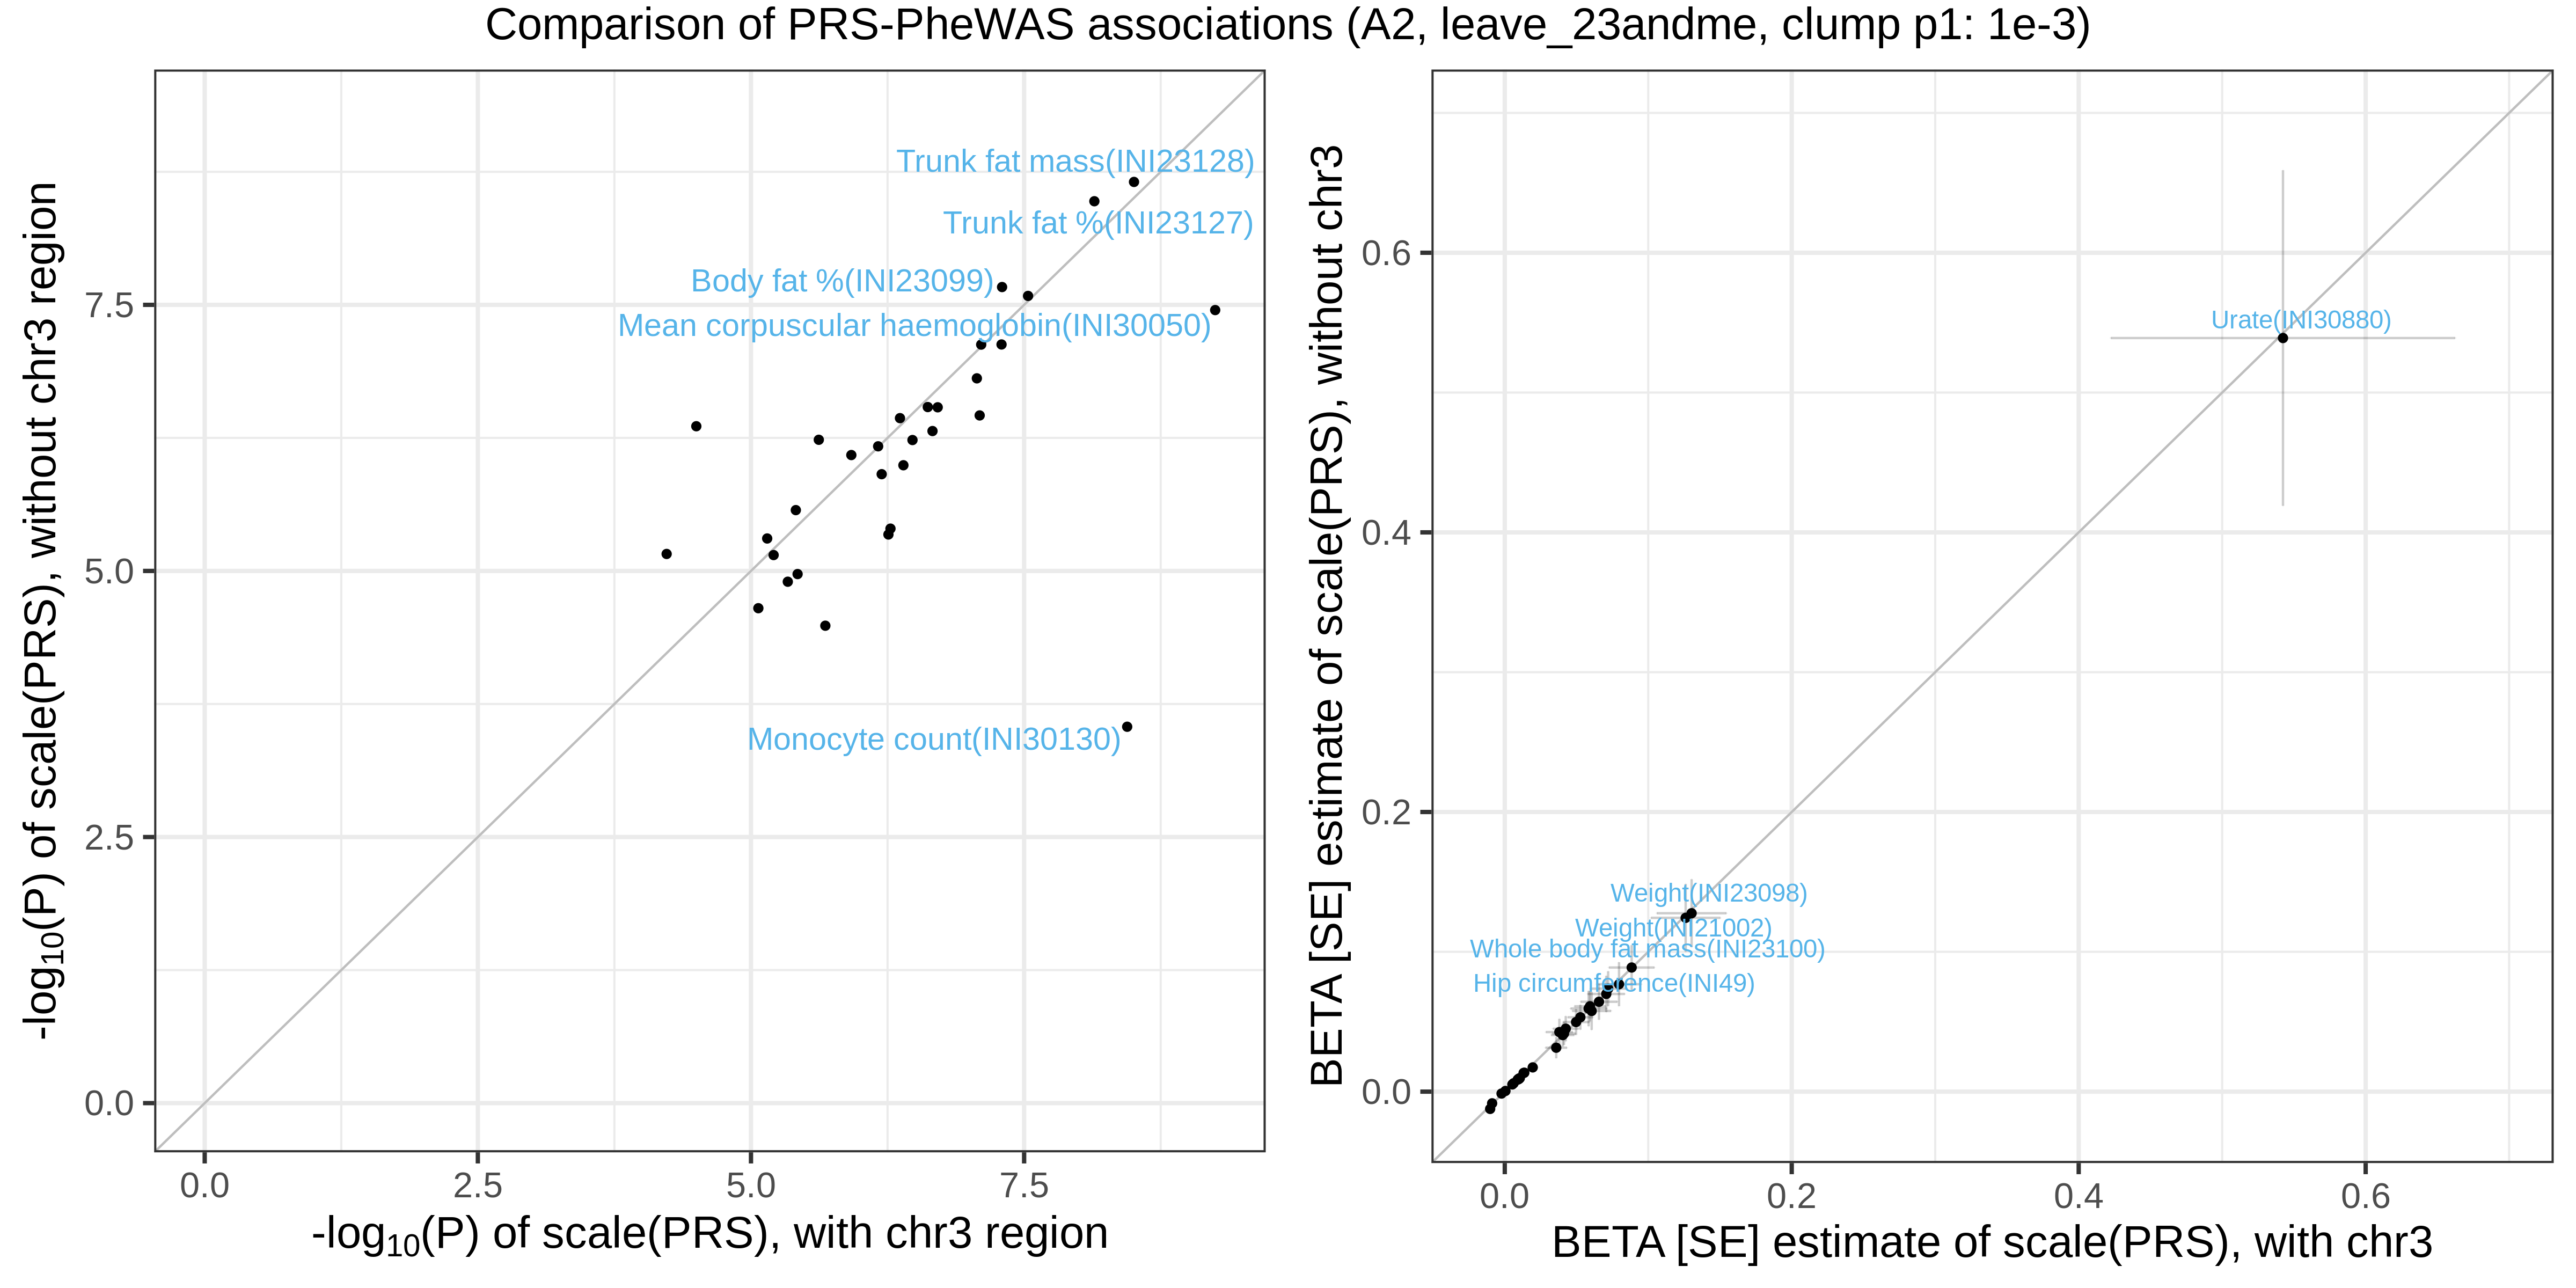 Comparison of PRS-PheWAS associations (A2, leave_23andme, clump p1: 1e-3)
-log10(P) of scale(PRS), without chr3 region
7.5
5.0
2.5
0.0
Trunk fat mass(INI23128)
Trunk fat %(INI23127)
Body fat %(INI23099)
Mean corpuscular haemoglobin(INI30050)
Monocyte count(INI30130)
0.0 2.5 5.0 7.5
-log10(P) of scale(PRS), with chr3 region
BETA [SE] estimate of scale(PRS), without chr3
0.6
0.4
0.2
0.0
Urate(INI30880)
Weight(INI23098)
Weight(INI21002)
Whole body fat mass(INI23100)
Hip circumference(INI49)
0.0 0.2 0.4 0.6
BETA [SE] estimate of scale(PRS), with chr3